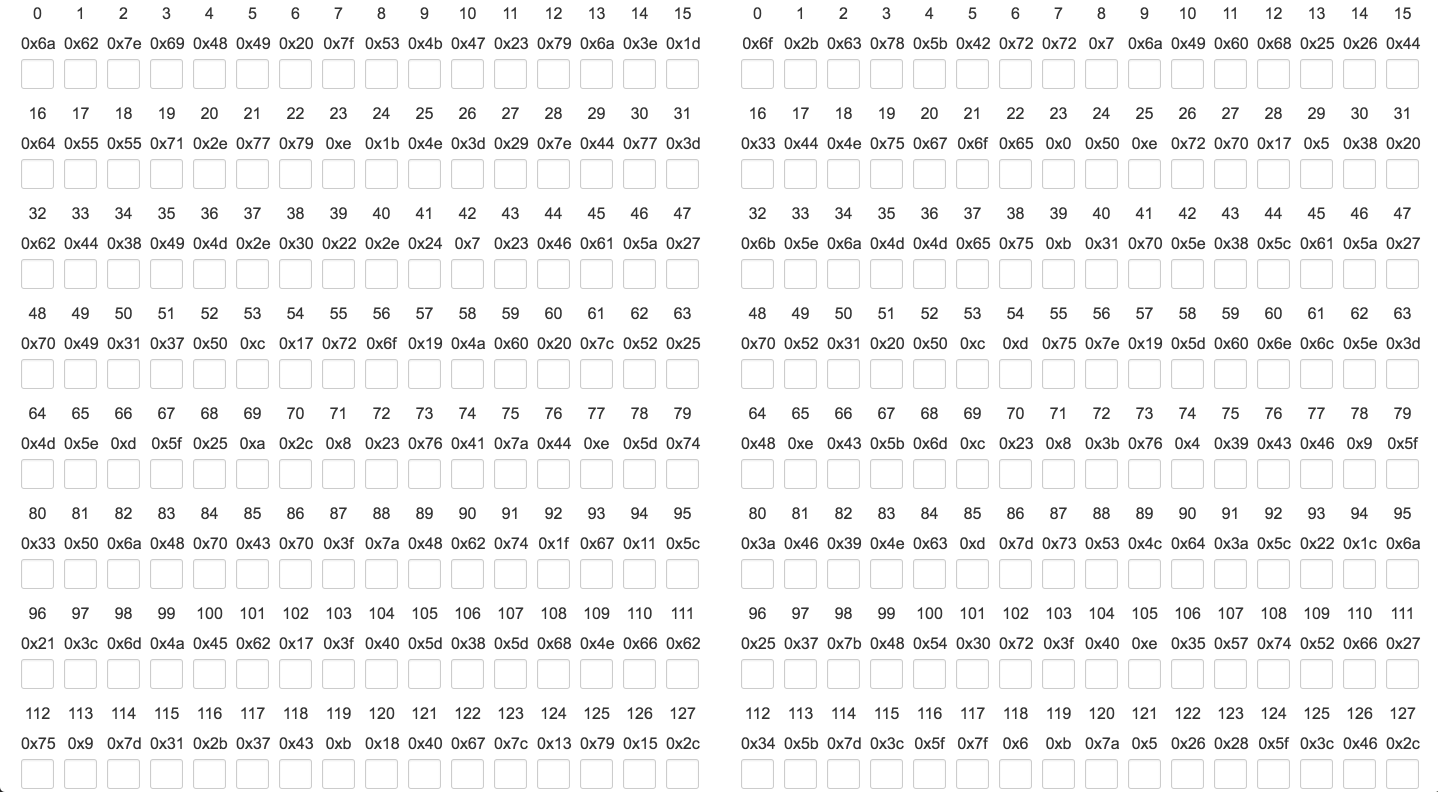 0 1 2 3 4 5 6 7 8 9 10 11 12 13 14 15 0 1 2 3 4 5 6 7 8 9 10 11 12 13 14 15
0x6a 0x62 0x7e 0x69 0x48 0x49 0x20 0x7f 0x53 0x4b 0x47 0x23 0x79 0x6a 0x3e 0x1d 0x6f 0x2b 0x63 0x78 0x5b 0x42 0x72 0x72 0x7 0x6a 0x49 0x60 0x68 0x25 0x26 0x44
16 17 18 19 20 21 22 23 24 25 26 27 28 29 30 31 16 17 18 19 20 21 22 23 24 25 26 27 28 29 30 31
0x64 0x55 0x55 0x71 0x2e 0x77 0x79 0xe 0x1b 0x4e 0x3d 0x29 0x7e 0x44 0x77 0x3d 0x33 0x44 0x4e 0x75 0x67 0x6f 0x65 0x0 0x50 0xe 0x72 0x70 0x17 0x5 0x38 0x20
32 33 34 35 36 37 38 39 40 41 42 43 44 45 46 47 32 33 34 35 36 37 38 39 40 41 42 43 44 45 46 47
0x62 0x44 0x38 0x49 0x4d 0x2e 0x30 0x22 0x2e 0x24 0x7 0x23 0x46 0x61 0x5a 0x27 0x6b 0x5e 0x6a 0x4d 0x4d 0x65 0x75 0xb 0x31 0x70 0x5e 0x38 0x5c 0x61 0x5a 0x27
48 49 50 51 52 53 54 55 56 57 58 59 60 61 62 63 48 49 50 51 52 53 54 55 56 57 58 59 60 61 62 63
0x70 0x49 0x31 0x37 0x50 0xc 0x17 0x72 0x6f 0x19 0x4a 0x60 0x20 0x7c 0x52 0x25 0x70 0x52 0x31 0x20 0x50 0xc 0xd 0x75 0x7e 0x19 0x5d 0x60 0x6e 0x6c 0x5e 0x3d
64 65 66 67 68 69 70 71 72 73 74 75 76 77 78 79 64 65 66 67 68 69 70 71 72 73 74 75 76 77 78 79
0x4d 0x5e 0xd 0x5f 0x25 0xa 0x2c 0x8 0x23 0x76 0x41 0x7a 0x44 0xe 0x5d 0x74 0x48 0xe 0x43 0x5b 0x6d 0xc 0x23 0x8 0x3b 0x76 0x4 0x39 0x43 0x46 0x9 0x5f
80 81 82 83 84 85 86 87 88 89 90 91 92 93 94 95 80 81 82 83 84 85 86 87 88 89 90 91 92 93 94 95
0x33 0x50 0x6a 0x48 0x70 0x43 0x70 0x3f 0x7a 0x48 0x62 0x74 0x1f 0x67 0x11 0x5c 0x3a 0x46 0x39 0x4e 0x63 0xd 0x7d 0x73 0x53 0x4c 0x64 0x3a 0x5c 0x22 0x1c 0x6a
96 97 98 99 100 101 102 103 104 105 106 107 108 109 110 111 96 97 98 99 100 101 102 103 104 105 106 107 108 109 110 111
0x21 0x3c 0x6d 0x4a 0x45 0x62 0x17 0x3f 0x40 0x5d 0x38 0x5d 0x68 0x4e 0x66 0x62 0x25 0x37 0x7b 0x48 0x54 0x30 0x72 0x3f 0x40 0xe 0x35 0x57 0x74 0x52 0x66 0x27
112 113 114 115 116 117 118 119 120 121 122 123 124 125 126 127 112 113 114 115 116 117 118 119 120 121 122 123 124 125 126 127
0x75 0x9 0x7d 0x31 0x2b 0x37 0x43 0xb 0x18 0x40 0x67 0x7c 0x13 0x79 0x15 0x2c 0x34 0x5b 0x7d 0x3c 0x5f 0x7f 0x6 0xb 0x7a 0x5 0x26 0x28 0x5f 0x3c 0x46 0x2c